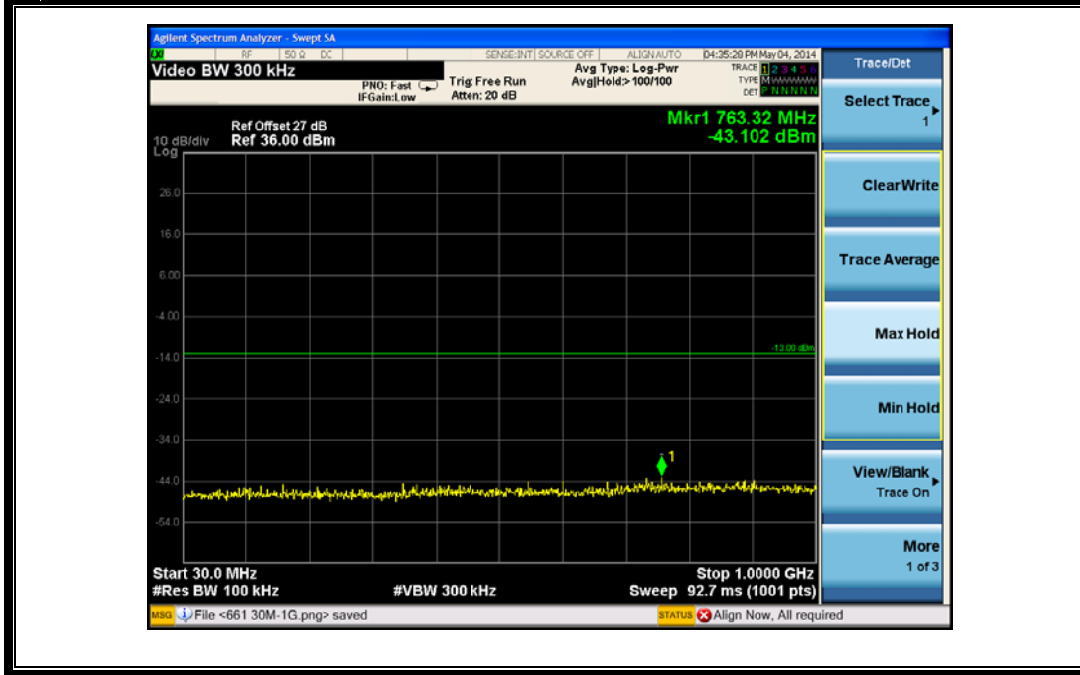 Agilent Spectrum Analyzer - Swept SA
LXI RF 50 Ω DC SENSE:INT SOURCE OFF ALIGN AUTO 04:35:28 PM May 04, 2014
Video BW 300 kHz
PNO: Fast
IFGain:Low
Trig Free Run
Atten: 20 dB
Avg Type: Log-Pwr
Avg|Hold:> 100/100
TRACE 1 2 3 4 5 6
TYPE M W W W W W
DET P N N N N N
Mkr1 763.32 MHz
-43.102 dBm
Ref Offset 27 dB
10 dB/div Ref 36.00 dBm
Log
26.0
16.0
6.00
-4.00
-13.00 dBm
-14.0
-24.0
-34.0
1
-44.0
-54.0
Start 30.0 MHz Stop 1.0000 GHz
#Res BW 100 kHz #VBW 300 kHz Sweep 92.7 ms (1001 pts)
MSG File <661 30M-1G.png> saved STATUS Align Now, All required
Trace/Det
Select Trace
1
Clear Write
Trace Average
Max Hold
Min Hold
View/Blank
Trace On
More
1 of 3